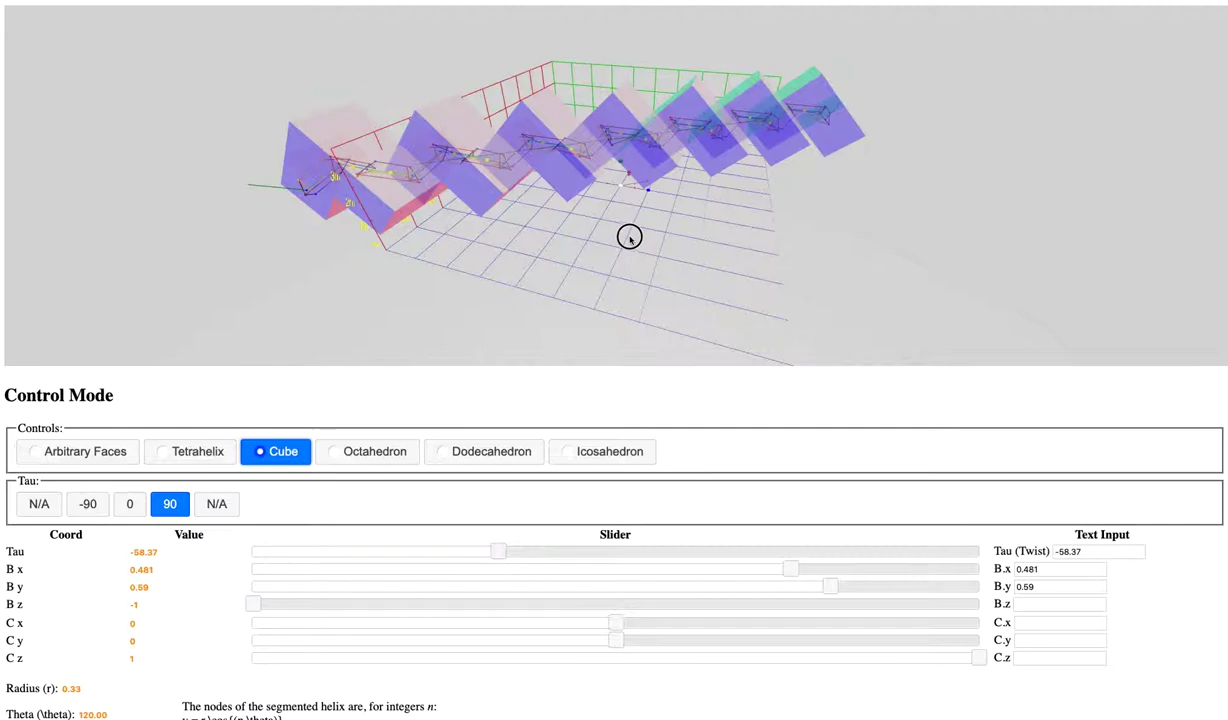 3m
2m
Control Mode
Controls:
Arbitrary Faces Tetrahelix Cube Octahedron Dodecahedron Icosahedron
Tau:
N/A -90 0 90 N/A
Coord Value Slider Text Input
Tau -58.37 Tau (Twist) -58.37
B x 0.481 B.x 0.481
B y 0.59 B.y 0.59
B z -1 B.z
C x 0 C.x
C y 0 C.y
C z 1 C.z
Radius (r): 0.33
The nodes of the segmented helix are, for integers n:
Theta (\theta): 120.00